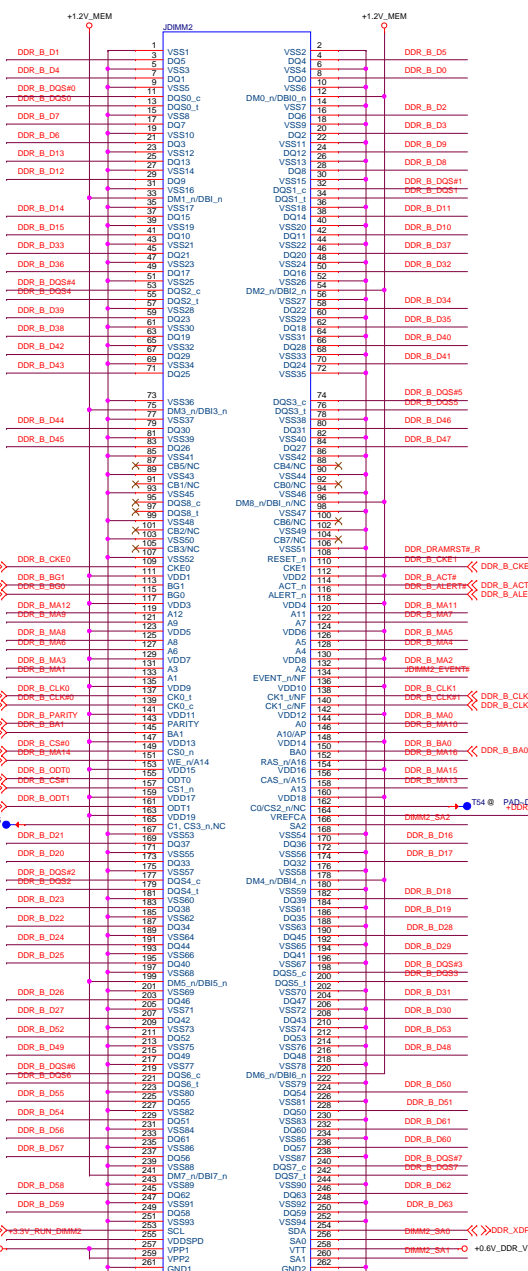 +1.2V_MEM +1.2V_MEM
JDIMM2
1 VSS1 VSS2 2
DDR_B_D1 3 DQ5 DQ4 4 DDR_B_D5
5 VSS3 VSS4 6
DDR_B_D4 7 DQ1 DQ0 8 DDR_B_D0
9 VSS5 VSS6 10
DDR_B_DQS#0 11 DQS0_c DM0_n/DBI0_n 12
DDR_B_DQS0 13 DQS0_t VSS7 14
15 VSS8 DQ6 16 DDR_B_D2
DDR_B_D7 17 DQ7 VSS9 18
19 VSS10 DQ2 20 DDR_B_D3
DDR_B_D6 21 DQ3 VSS11 22
23 VSS12 DQ12 24 DDR_B_D9
DDR_B_D13 25 DQ13 VSS13 26
27 VSS14 DQ8 28 DDR_B_D8
DDR_B_D12 29 DQ9 VSS15 30
31 VSS16 DQS1_c 32 DDR_B_DQS#1
33 DM1_n/DBI_n DQS1_t 34 DDR_B_DQS1
35 VSS17 VSS18 36
DDR_B_D14 37 DQ15 DQ14 38 DDR_B_D11
39 VSS19 VSS20 40
DDR_B_D15 41 DQ10 DQ11 42 DDR_B_D10
43 VSS21 VSS22 44
DDR_B_D33 45 DQ21 DQ20 46 DDR_B_D37
47 VSS23 VSS24 48
DDR_B_D36 49 DQ17 DQ16 50 DDR_B_D32
51 VSS25 VSS26 52
DDR_B_DQS#4 53 DQS2_c DM2_n/DBI2_n 54
DDR_B_DQS4 55 DQS2_t VSS27 56
57 VSS28 DQ22 58 DDR_B_D34
DDR_B_D39 59 DQ23 VSS29 60
61 VSS30 DQ18 62 DDR_B_D35
DDR_B_D38 63 DQ19 VSS31 64
65 VSS32 DQ28 66 DDR_B_D40
DDR_B_D42 67 DQ29 VSS33 68
69 VSS34 DQ24 70 DDR_B_D41
DDR_B_D43 71 DQ25 VSS35 72
73 VSS36 DQS3_c 74 DDR_B_DQS#5
75 DM3_n/DBI3_n DQS3_t 76 DDR_B_DQS5
77 VSS37 VSS38 78
DDR_B_D44 79 DQ30 DQ31 80 DDR_B_D46
81 VSS39 VSS40 82
DDR_B_D45 83 DQ26 DQ27 84 DDR_B_D47
85 VSS41 VSS42 86
87 CB5/NC CB4/NC 88
89 VSS43 VSS44 90
91 CB1/NC CB0/NC 92
93 VSS45 VSS46 94
95 DQS8_c DM8_n/DBI_n/NC 96
97 DQS8_t VSS47 98
99 VSS48 CB6/NC 100
101 CB2/NC VSS49 102
103 VSS50 CB7/NC 104
105 CB3/NC VSS51 106
107 VSS52 RESET_n 108 DDR_DRAMRST#_R
DDR_B_CKE0 109 CKE0 CKE1 110 DDR_B_CKE1 DDR_B_CKE
111 VDD1 VDD2 112
DDR_B_BG1 113 BG1 ACT_n 114 DDR_B_ACT# DDR_B_ACT
DDR_B_BG0 115 BG0 ALERT_n 116 DDR_B_ALERT# DDR_B_ALE
117 VDD3 VDD4 118
DDR_B_MA12 119 A12 A11 120 DDR_B_MA11
DDR_B_MA9 121 A9 A7 122 DDR_B_MA7
123 VDD5 VDD6 124
DDR_B_MA8 125 A8 A5 126 DDR_B_MA5
DDR_B_MA6 127 A6 A4 128 DDR_B_MA4
129 VDD7 VDD8 130
DDR_B_MA3 131 A3 A2 132 DDR_B_MA2
DDR_B_MA1 133 A1 EVENT_n/NF 134 JDIMM2_EVENT#
135 VDD9 VDD10 136
DDR_B_CLK0 137 CK0_t CK1_t/NF 138 DDR_B_CLK1 DDR_B_CLK
DDR_B_CLK#0 139 CK0_c CK1_c/NF 140 DDR_B_CLK#1 DDR_B_CLK
141 VDD11 VDD12 142
DDR_B_PARITY 143 PARITY A0 144 DDR_B_MA0
DDR_B_BA1 145 BA1 A10/AP 146 DDR_B_MA10
147 VDD13 VDD14 148
DDR_B_CS#0 149 CS0_n BA0 150 DDR_B_BA0 DDR_B_BA0
DDR_B_MA14 151 WE_n/A14 RAS_n/A16 152 DDR_B_MA16
153 VDD15 VDD16 154
DDR_B_ODT0 155 ODT0 CAS_n/A15 156 DDR_B_MA15
DDR_B_CS#1 157 CS1_n A13 158 DDR_B_MA13
159 VDD17 VDD18 160
DDR_B_ODT1 161 ODT1 C0/CS2_n/NC 162 T54 @ PAD~D
163 VDD19 VREFCA 164 +DDR
165 C1, CS3_n,NC SA2 166 DIMM2_SA2
167 VSS53 VSS54 168
DDR_B_D21 169 DQ37 DQ36 170 DDR_B_D16
171 VSS55 VSS56 172
DDR_B_D20 173 DQ33 DQ32 174 DDR_B_D17
175 VSS57 VSS58 176
DDR_B_DQS#2 177 DQS4_c DM4_n/DBI4_n 178
DDR_B_DQS2 179 DQS4_t VSS59 180
181 VSS60 DQ39 182 DDR_B_D18
DDR_B_D23 183 DQ38 VSS61 184
185 VSS62 DQ35 186 DDR_B_D19
DDR_B_D22 187 DQ34 VSS63 188
189 VSS64 DQ45 190 DDR_B_D28
DDR_B_D24 191 DQ44 VSS65 192
193 VSS66 DQ41 194 DDR_B_D29
DDR_B_D25 195 DQ40 VSS67 196
197 VSS68 DQS5_c 198 DDR_B_DQS#3
199 DM5_n/DBI5_n DQS5_t 200 DDR_B_DQS3
201 VSS69 VSS70 202
DDR_B_D26 203 DQ46 DQ47 204 DDR_B_D31
205 VSS71 VSS72 206
DDR_B_D27 207 DQ42 DQ43 208 DDR_B_D30
209 VSS73 VSS74 210
DDR_B_D52 211 DQ52 DQ53 212 DDR_B_D53
213 VSS75 VSS76 214
DDR_B_D49 215 DQ49 DQ48 216 DDR_B_D48
217 VSS77 VSS78 218
DDR_B_DQS#6 219 DQS6_c DM6_n/DBI6_n 220
DDR_B_DQS6 221 DQS6_t VSS79 222
223 VSS80 DQ54 224 DDR_B_D50
DDR_B_D55 225 DQ55 VSS81 226
227 VSS82 DQ50 228 DDR_B_D51
DDR_B_D54 229 DQ51 VSS83 230
231 VSS84 DQ60 232 DDR_B_D61
DDR_B_D56 233 DQ61 VSS85 234
235 VSS86 DQ57 236 DDR_B_D60
DDR_B_D57 237 DQ56 VSS87 238
239 VSS88 DQS7_c 240 DDR_B_DQS#7
241 DM7_n/DBI7_n DQS7_t 242 DDR_B_DQS7
243 VSS89 VSS90 244
DDR_B_D58 245 DQ62 DQ63 246 DDR_B_D62
247 VSS91 VSS92 248
DDR_B_D59 249 DQ58 DQ59 250 DDR_B_D63
251 VSS93 VSS94 252
253 SCL SDA 254
+3.3V_RUN_DIMM2 255 VDDSPD SA0 256 DIMM2_SA0 DDR_XDP
257 VPP1 VTT 258 +0.6V_DDR_V
259 VPP2 SA1 260 DIMM2_SA1
261 GND1 GND2 262